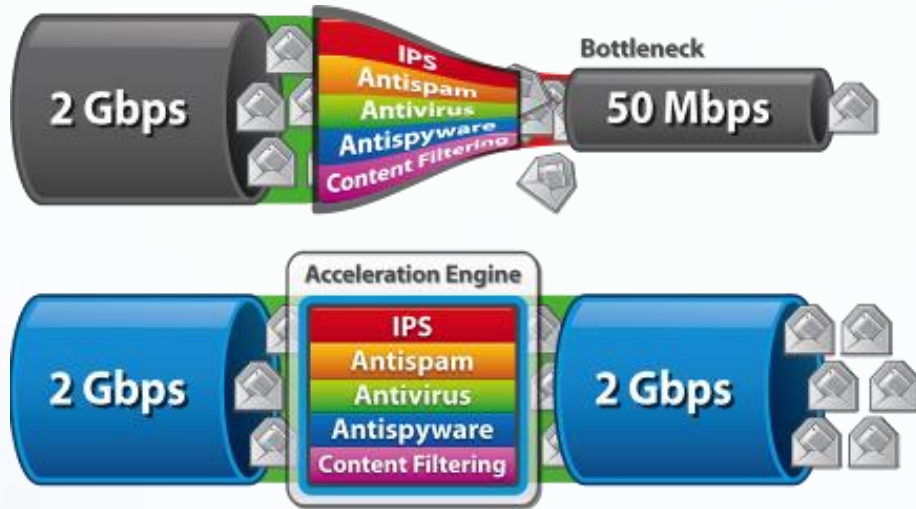 2 Gbps
IPS
Antispam
Antivirus
Antispyware
Content Filtering
Bottleneck
50 Mbps
Acceleration Engine
2 Gbps
IPS
Antispam
Antivirus
Antispyware
Content Filtering
2 Gbps